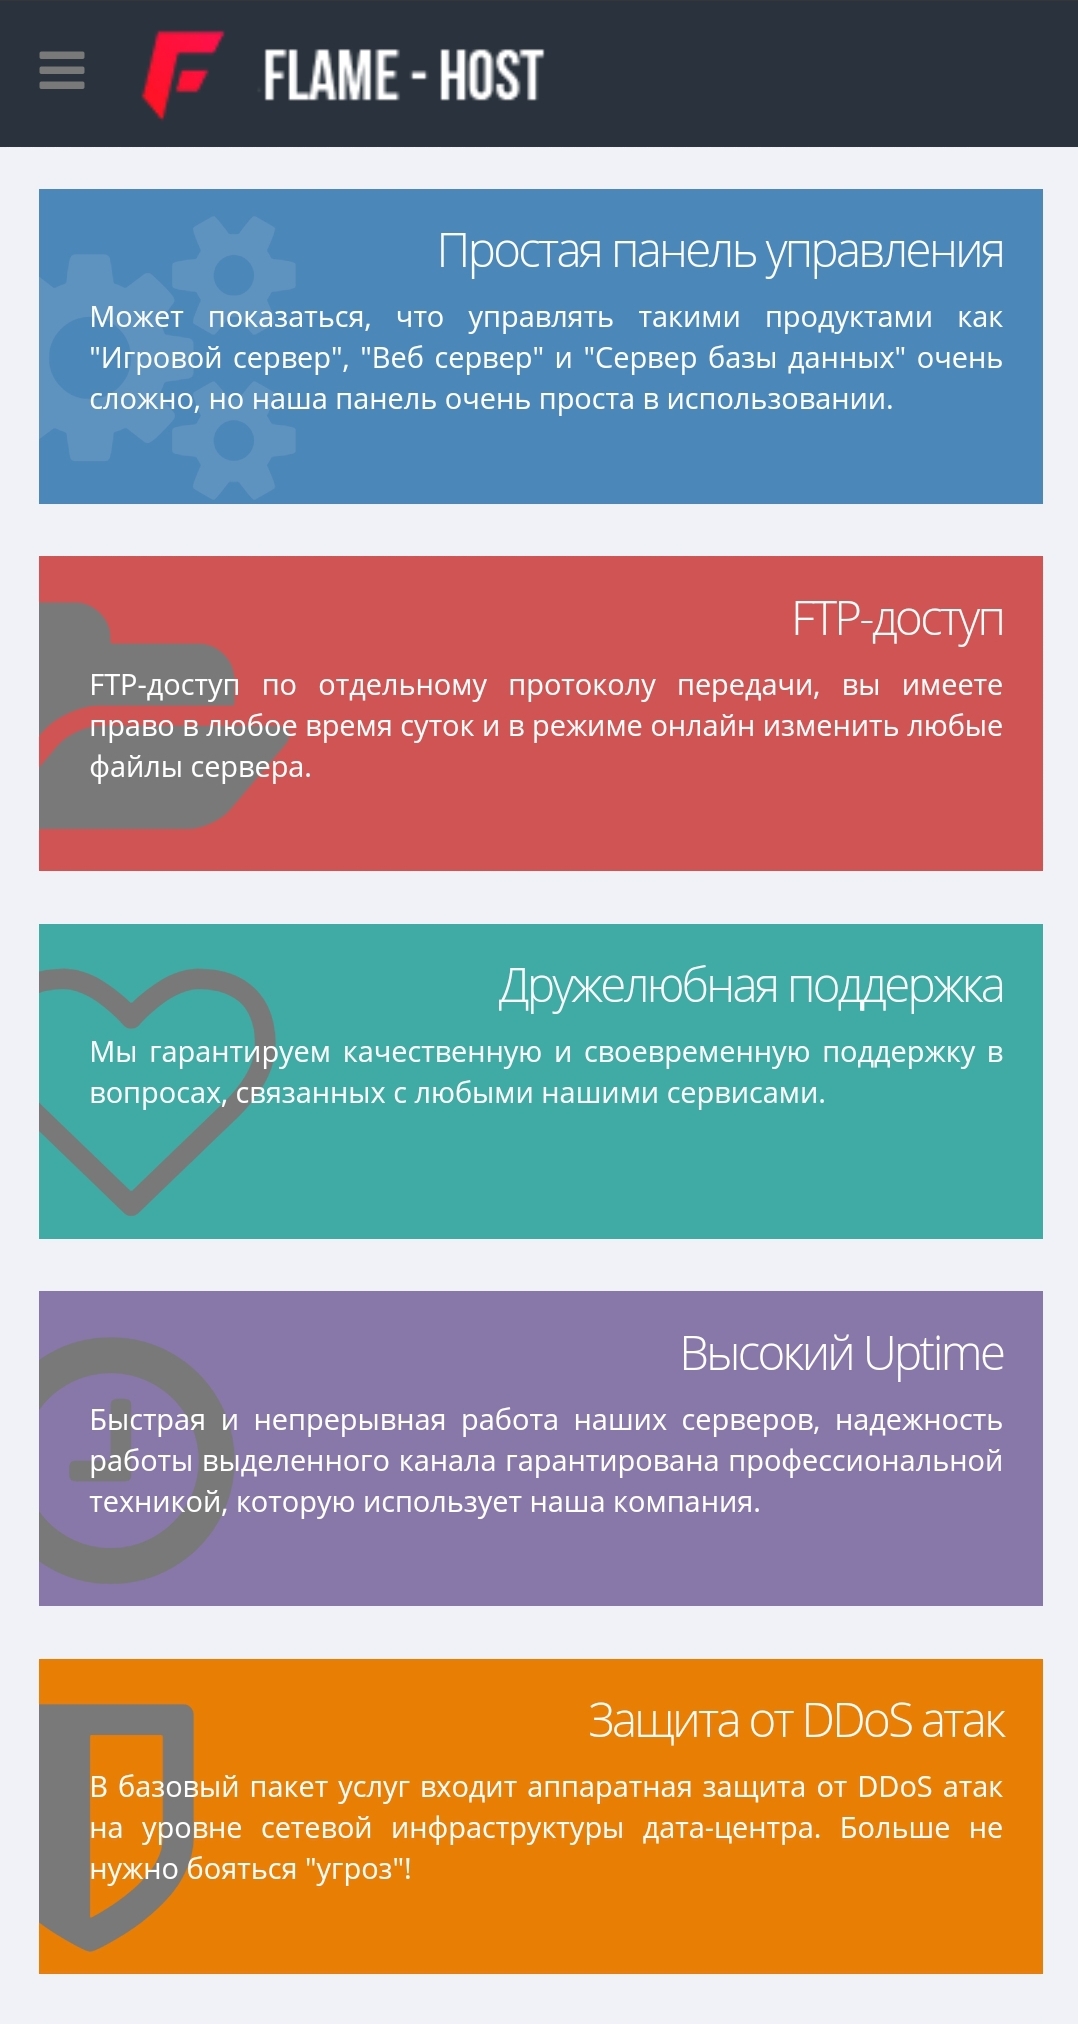 FLAME - HOST
Простая панель управления
Может показаться, что управлять такими продуктами как
"Игровой сервер", "Веб сервер" и "Сервер базы данных" очень
сложно, но наша панель очень проста в использовании.
FTP-доступ
FTP-доступ по отдельному протоколу передачи, вы имеете
право в любое время суток и в режиме онлайн изменить любые
файлы сервера.
Дружелюбная поддержка
Мы гарантируем качественную и своевременную поддержку в
вопросах, связанных с любыми нашими сервисами.
Высокий Uptime
Быстрая и непрерывная работа наших серверов, надежность
работы выделенного канала гарантирована профессиональной
техникой, которую использует наша компания.
Защита от DDoS атак
В базовый пакет услуг входит аппаратная защита от DDoS атак
на уровне сетевой инфраструктуры дата-центра. Больше не
нужно бояться "угроз"!